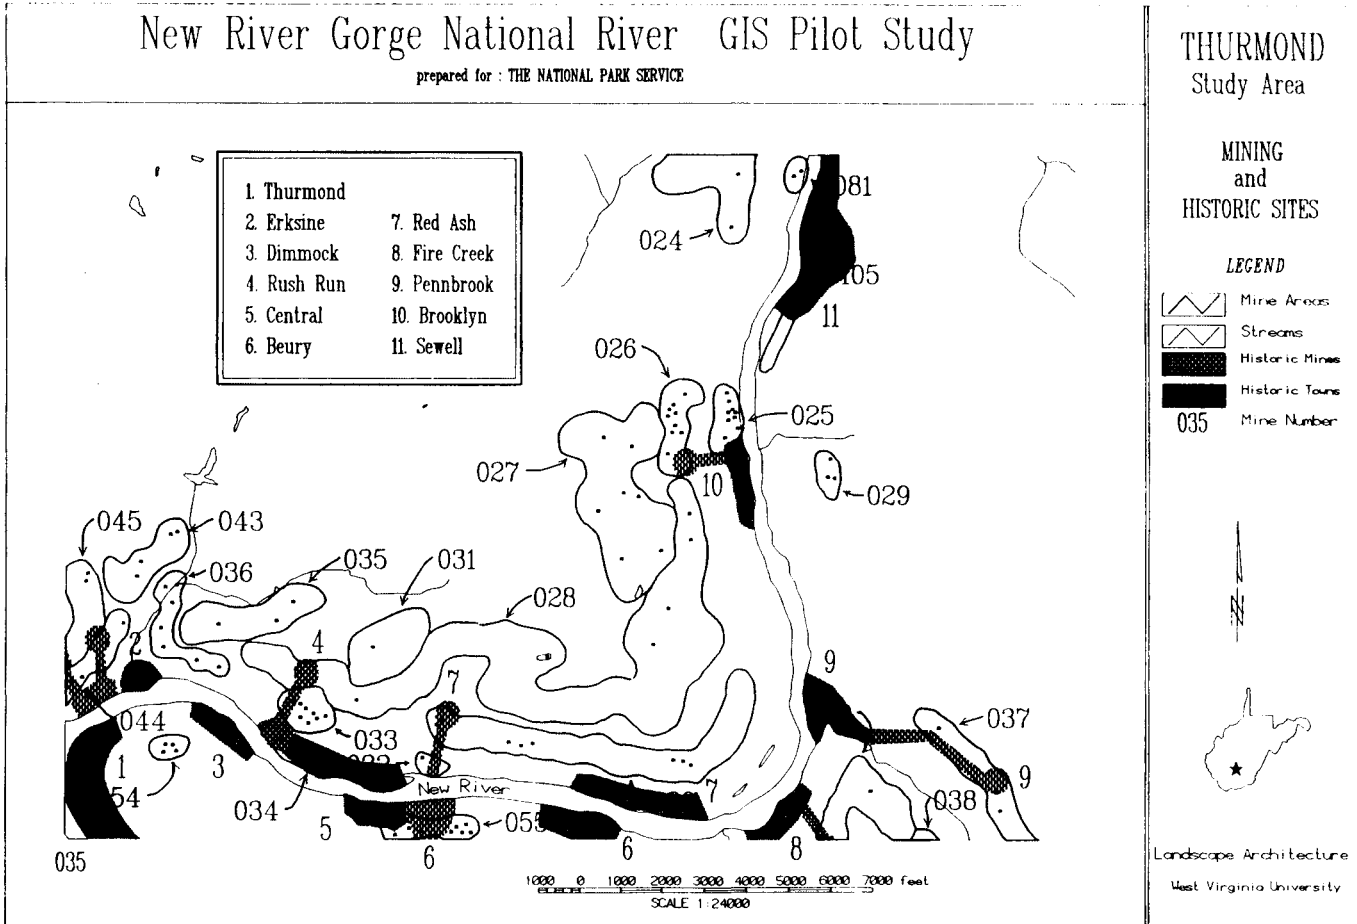 New River Gorge National River GIS Pilot Study
prepared for : THE NATIONAL PARK SERVICE
THURMOND
Study Area
MINING
and
HISTORIC SITES
LEGEND
Mine Areas
Streams
Historic Mines
Historic Towns
035 Mine Number
1. Thurmond
2. Erksine
3. Dimmock
4. Rush Run
5. Central
6. Beury
7. Red Ash
8. Fire Creek
9. Pennbrook
10. Brooklyn
11. Sewell
081
024
105
11
026
025
027
10
029
045
043
036
035
031
028
2
4
7
9
044
033
037
1
3
54
034
New River
7
9
038
5
055
035
6
6
8
1000 0 1000 2000 3000 4000 5000 6000 7000 feet
SCALE 1:24000
N
Landscape Architecture
West Virginia University